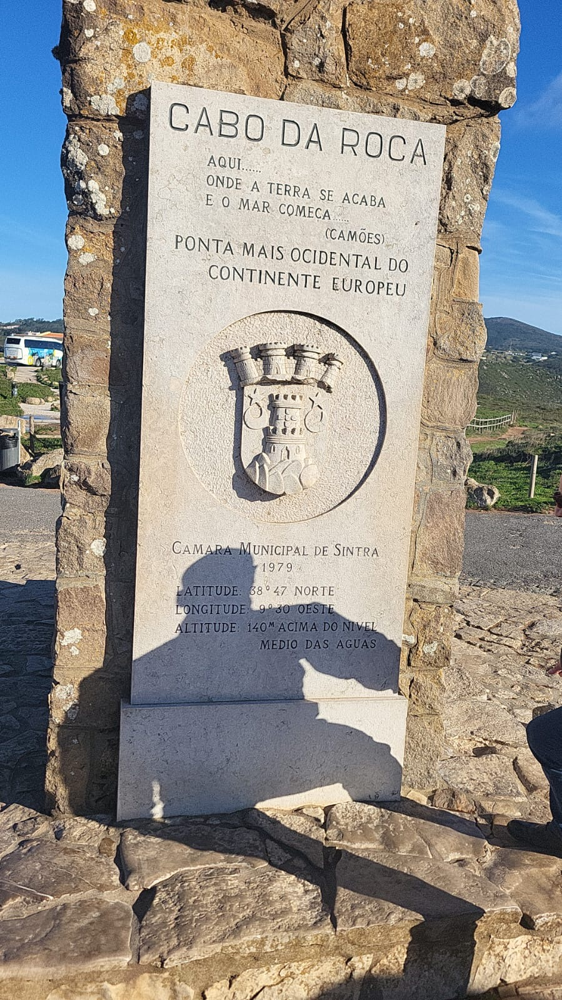 CABO DA ROCA
AQUI......
ONDE A TERRA SE ACABA
E O MAR COMEÇA......
(CAMÕES)
PONTA MAIS OCIDENTAL DO
CONTINENTE EUROPEU
CAMARA MUNICIPAL DE SINTRA
1979
LATITUDE: 38° 47 NORTE
LONGITUDE: 9° 30 OESTE
ALTITUDE: 140M ACIMA DO NIVEL
MEDIO DAS AGUAS